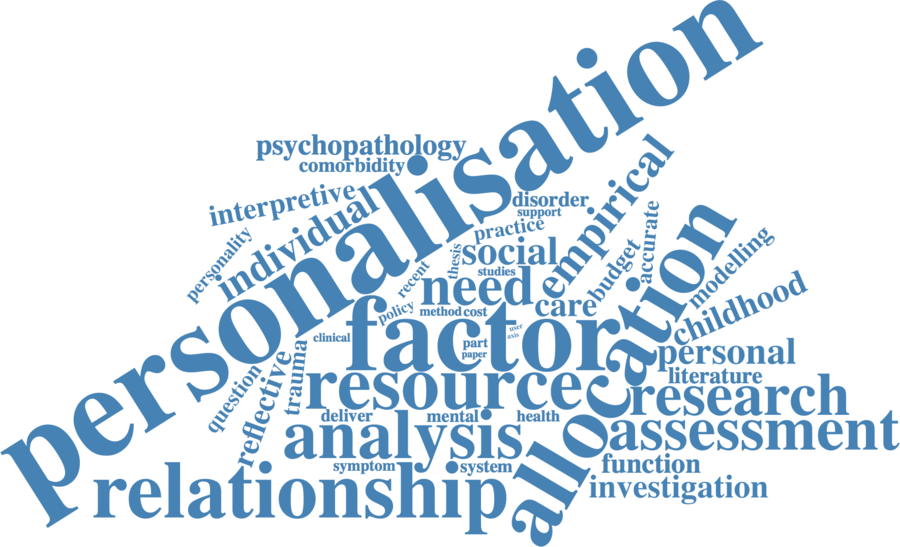 personalisation
psychopathology
comorbidity
interpretive
individual
personality
disorder
support
practice
empirical
social
thesis
studies
recent
need
budget
accurate
allocation
modelling
policy
method
cost
care
childhood
factor
clinical
part
paper
user
axis
personal
literature
question
reflective
trauma
resource
research
deliver
mental
health
analysis
assessment
symptom
system
function
relationship
investigation